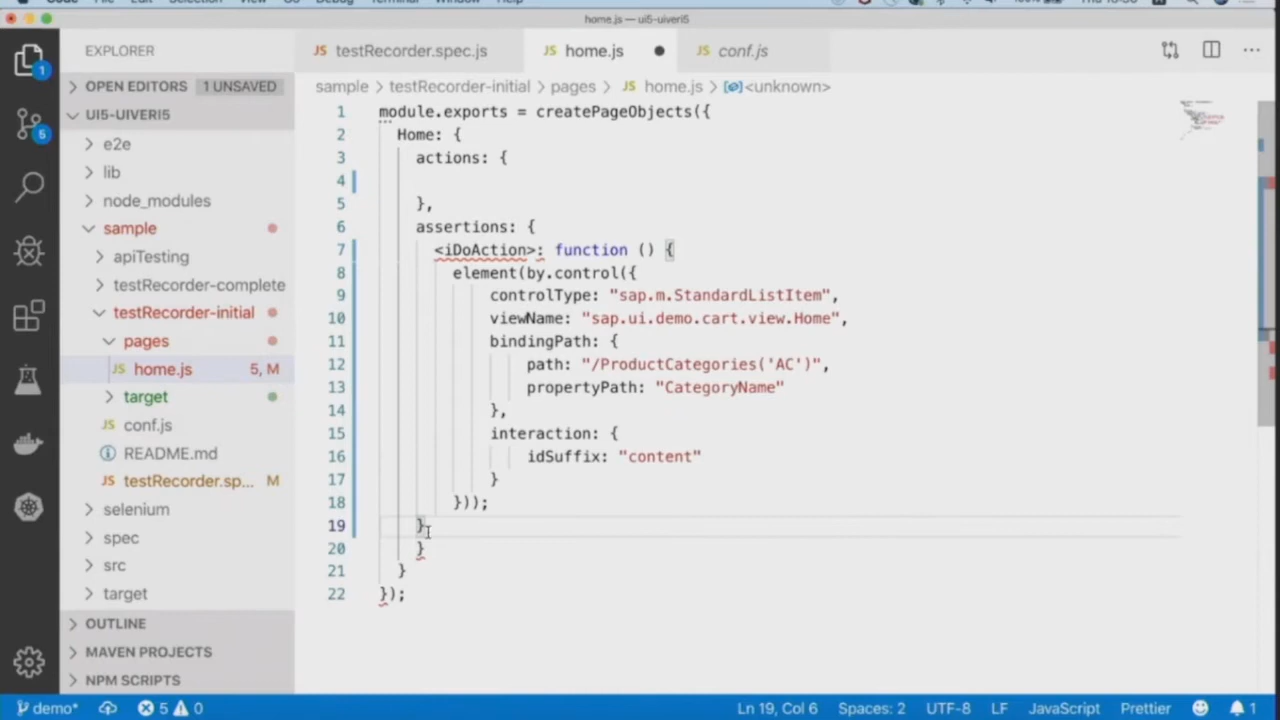 home.js — ui5-uiveri5
EXPLORER
testRecorder.spec.js
home.js
conf.js
OPEN EDITORS 1 UNSAVED
sample > testRecorder-initial > pages > JS home.js > <unknown>
UI5-UIVERI5
e2e
lib
node_modules
sample
apiTesting
testRecorder-complete
testRecorder-initial
pages
JS home.js 5, M
target
JS conf.js
README.md
JS testRecorder.sp... M
selenium
spec
src
target
OUTLINE
MAVEN PROJECTS
NPM SCRIPTS
1 module.exports = createPageObjects({
2 Home: {
3 actions: {
4
5 },
6 assertions: {
7 <iDoAction>: function () {
8 element(by.control({
9 controlType: "sap.m.StandardListItem",
10 viewName: "sap.ui.demo.cart.view.Home",
11 bindingPath: {
12 path: "/ProductCategories('AC')",
13 propertyPath: "CategoryName"
14 },
15 interaction: {
16 idSuffix: "content"
17 }
18 }));
19 }
20 }
21 }
22 });
demo* 5 0 Ln 19, Col 6 Spaces: 2 UTF-8 LF JavaScript Prettier 1